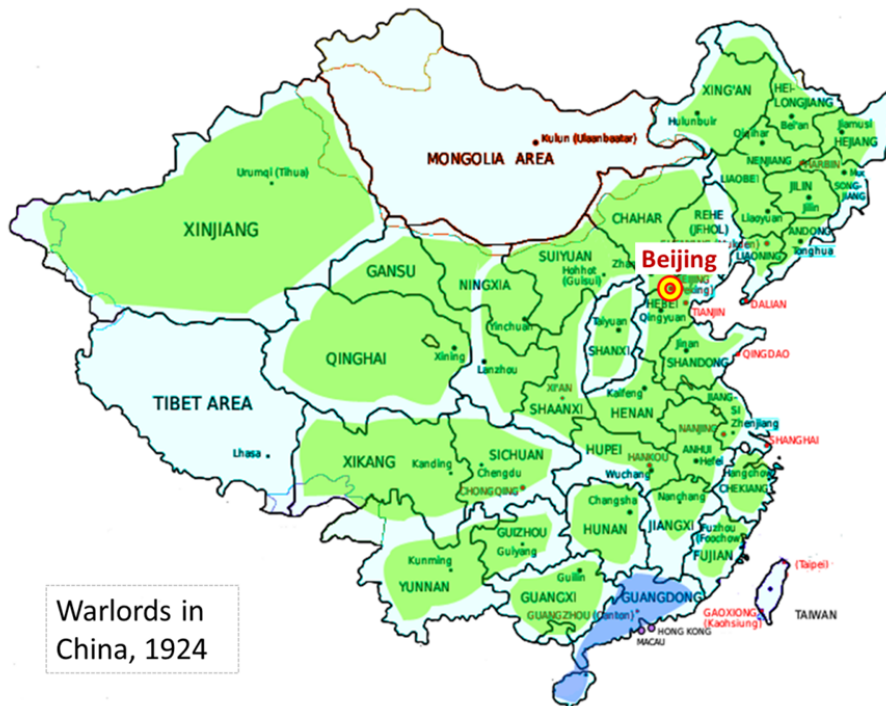 XING'AN
HEI-
LONGJIANG
Hulunbuir
Bei'an
Jiamusi
HEJIANG
Qiqihar
Kulun (Ulaanbaatar)
MONGOLIA AREA
NENJIANG
HARBIN
LIAOBEI
SONG-
JIANG
Urumqi (Tihua)
JILIN
Jilin
CHAHAR
REHE
(JEHOL)
Liaoyuan
XINJIANG
ANDONG
Tonghua
SUIYUAN
LIAONING
GANSU
Hohhot
(Guisui)
Beijing
NINGXIA
HEBEI
Qingyuan
TIANJIN
DALIAN
Yinchuan
Taiyuan
SHANXI
QINGHAI
Xining
Lanzhou
Jinan
SHANDONG
QINGDAO
XI'AN
SHAANXI
Kaifeng
HENAN
JIANG-
SI
Zhenjiang
NANJING
TIBET AREA
Lhasa
XIKANG
Kanding
SICHUAN
Chengdu
CHONGQING
HUPEI
HANKOU
Wuchang
ANHUI
Hefei
SHANGHAI
Hangchow
CHEKIANG
Changsha
HUNAN
Nanchang
JIANGXI
GUIZHOU
Guiyang
Fuzhou
(Foochow)
FUJIAN
Kunming
YUNNAN
Guilin
GUANGXI
GUANGDONG
GUANGZHOU (Canton)
(Taipei)
GAOXIONG
(Kaohsiung)
TAIWAN
HONG KONG
MACAU
Warlords in
China, 1924